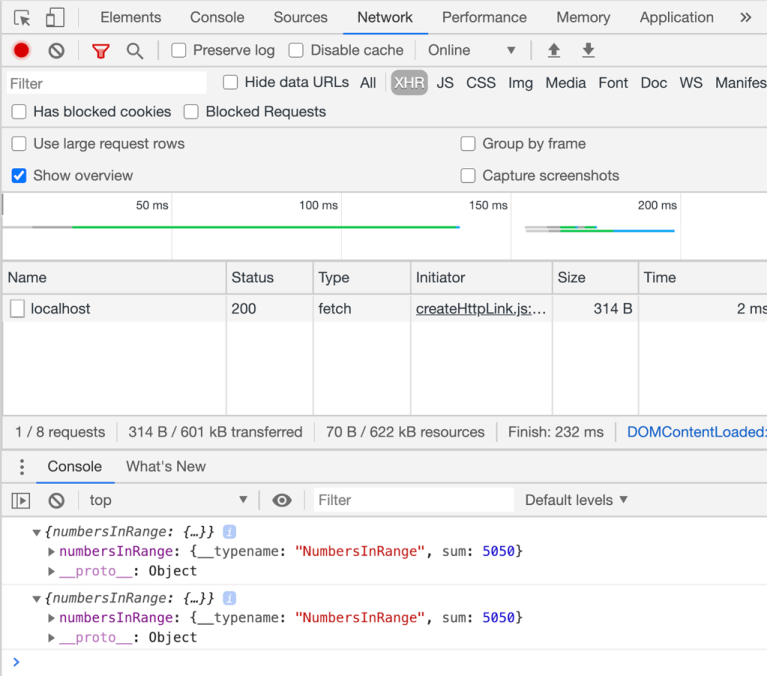 Elements Console Sources Network Performance Memory Application »
Preserve log Disable cache Online ▼
Filter Hide data URLs All XHR JS CSS Img Media Font Doc WS Manifes
Has blocked cookies Blocked Requests
Use large request rows Group by frame
Show overview Capture screenshots
50 ms 100 ms 150 ms 200 ms
Name Status Type Initiator Size Time
localhost 200 fetch createHttpLink.js:… 314 B 2 ms
1 / 8 requests 314 B / 601 kB transferred 70 B / 622 kB resources Finish: 232 ms DOMContentLoaded:
Console What's New
top ▼ Filter Default levels ▼
▼{numbersInRange: {…}} i
▶numbersInRange: {__typename: "NumbersInRange", sum: 5050}
▶__proto__: Object
▼{numbersInRange: {…}} i
▶numbersInRange: {__typename: "NumbersInRange", sum: 5050}
▶__proto__: Object
>